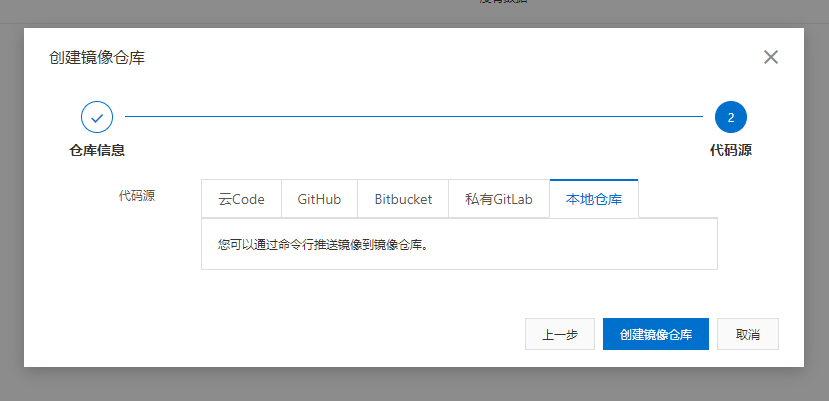 没有数据
创建镜像仓库
2
仓库信息
代码源
代码源
云Code
GitHub
Bitbucket
私有GitLab
本地仓库
您可以通过命令行推送镜像到镜像仓库。
上一步
创建镜像仓库
取消